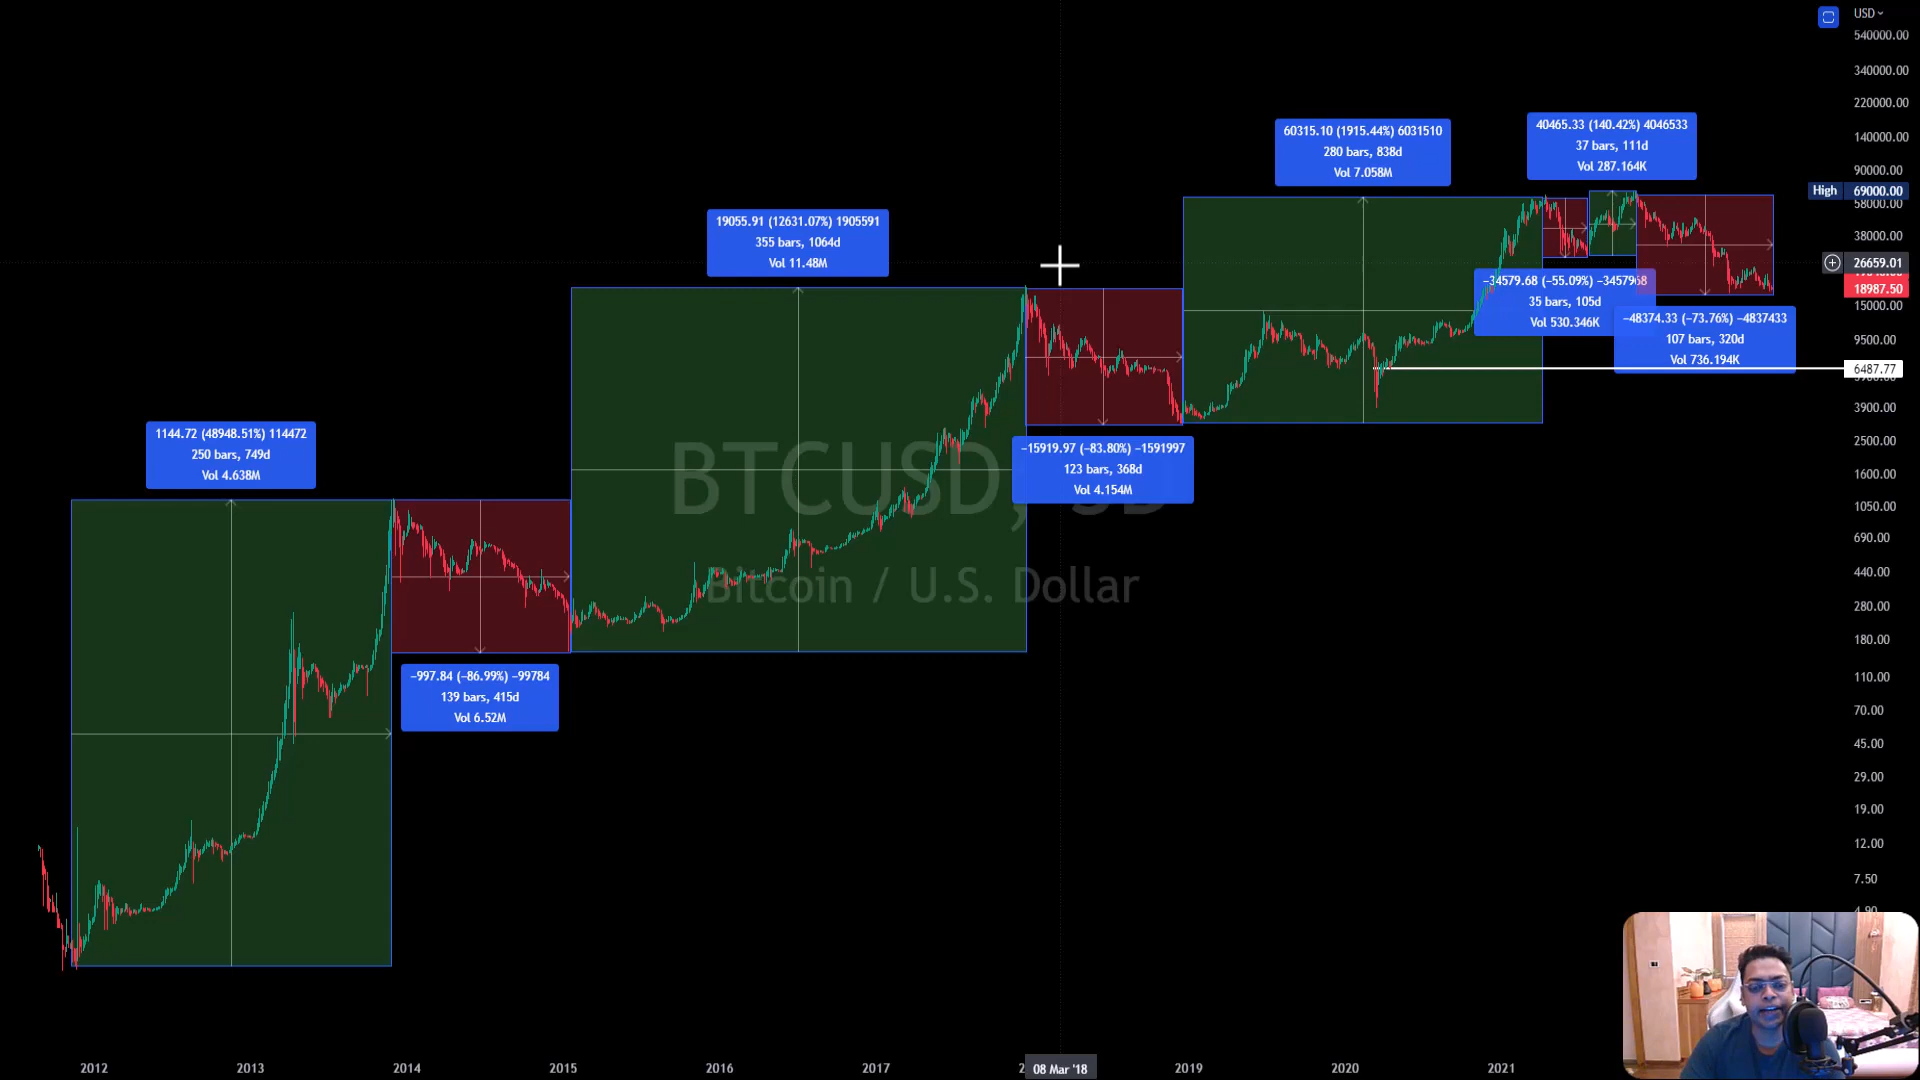 USD
540000.00
340000.00
220000.00
140000.00
90000.00
High 69000.00
58000.00
38000.00
26659.01
18987.50
15000.00
9500.00
6487.77
3900.00
2500.00
1600.00
1050.00
690.00
440.00
280.00
180.00
110.00
70.00
45.00
29.00
19.00
12.00
7.50
4.90
40465.33 (140.42%) 4046533
37 bars, 111d
Vol 287.164K
60315.10 (1915.44%) 6031510
280 bars, 838d
Vol 7.058M
19055.91 (12631.07%) 1905591
355 bars, 1064d
Vol 11.48M
−34579.68 (−55.09%) −3457968
35 bars, 105d
Vol 530.346K
−48374.33 (−73.76%) −4837433
107 bars, 320d
Vol 736.194K
1144.72 (48948.51%) 114472
250 bars, 749d
Vol 4.638M
−15919.97 (−83.80%) −1591997
123 bars, 368d
Vol 4.154M
BTCUSD,
Bitcoin / U.S. Dollar
−997.84 (−86.99%) −99784
139 bars, 415d
Vol 6.52M
2012
2013
2014
2015
2016
2017
08 Mar '18
2019
2020
2021